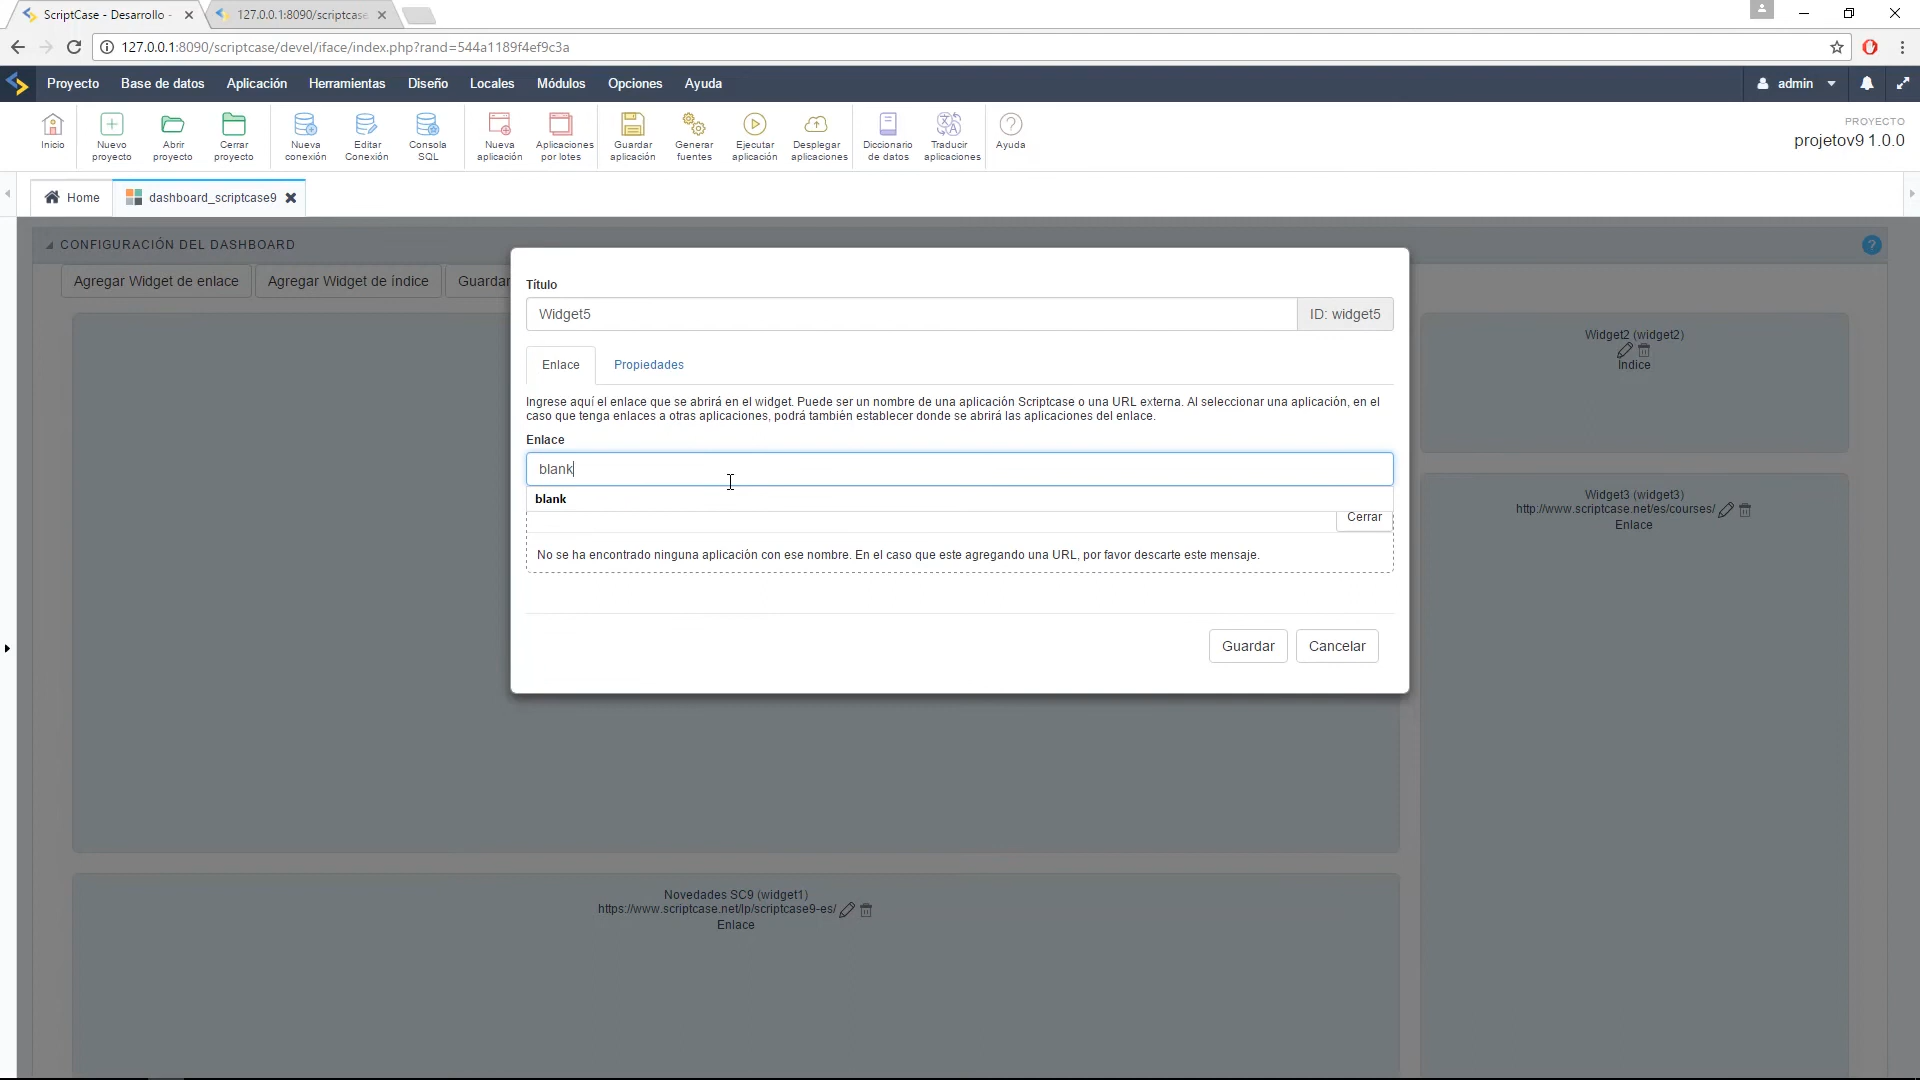 ScriptCase - Desarrollo -
127.0.0.1:8090/scriptcase
127.0.0.1:8090/scriptcase/devel/iface/index.php?rand=544a1189f4ef9c3a
Proyecto Base de datos Aplicación Herramientas Diseño Locales Módulos Opciones Ayuda
admin
Inicio
Nuevo proyecto
Abrir proyecto
Cerrar proyecto
Nueva conexión
Editar Conexión
Consola SQL
Nueva aplicación
Aplicaciones por lotes
Guardar aplicación
Generar fuentes
Ejecutar aplicación
Desplegar aplicaciones
Diccionario de datos
Traducir aplicaciones
Ayuda
PROYECTO
projetov9 1.0.0
Home
dashboard_scriptcase9
CONFIGURACIÓN DEL DASHBOARD
?
Agregar Widget de enlace
Agregar Widget de índice
Guardar
Título
Widget5
ID: widget5
Enlace
Propiedades
Ingrese aquí el enlace que se abrirá en el widget. Puede ser un nombre de una aplicación Scriptcase o una URL externa. Al seleccionar una aplicación, en el
caso que tenga enlaces a otras aplicaciones, podrá también establecer donde se abrirá las aplicaciones del enlace.
Enlace
blank
blank
Cerrar
No se ha encontrado ninguna aplicación con ese nombre. En el caso que este agregando una URL, por favor descarte este mensaje.
Guardar
Cancelar
Widget2 (widget2)
Índice
Widget3 (widget3)
http://www.scriptcase.net/es/courses/
Enlace
Novedades SC9 (widget1)
https://www.scriptcase.net/lp/scriptcase9-es/
Enlace